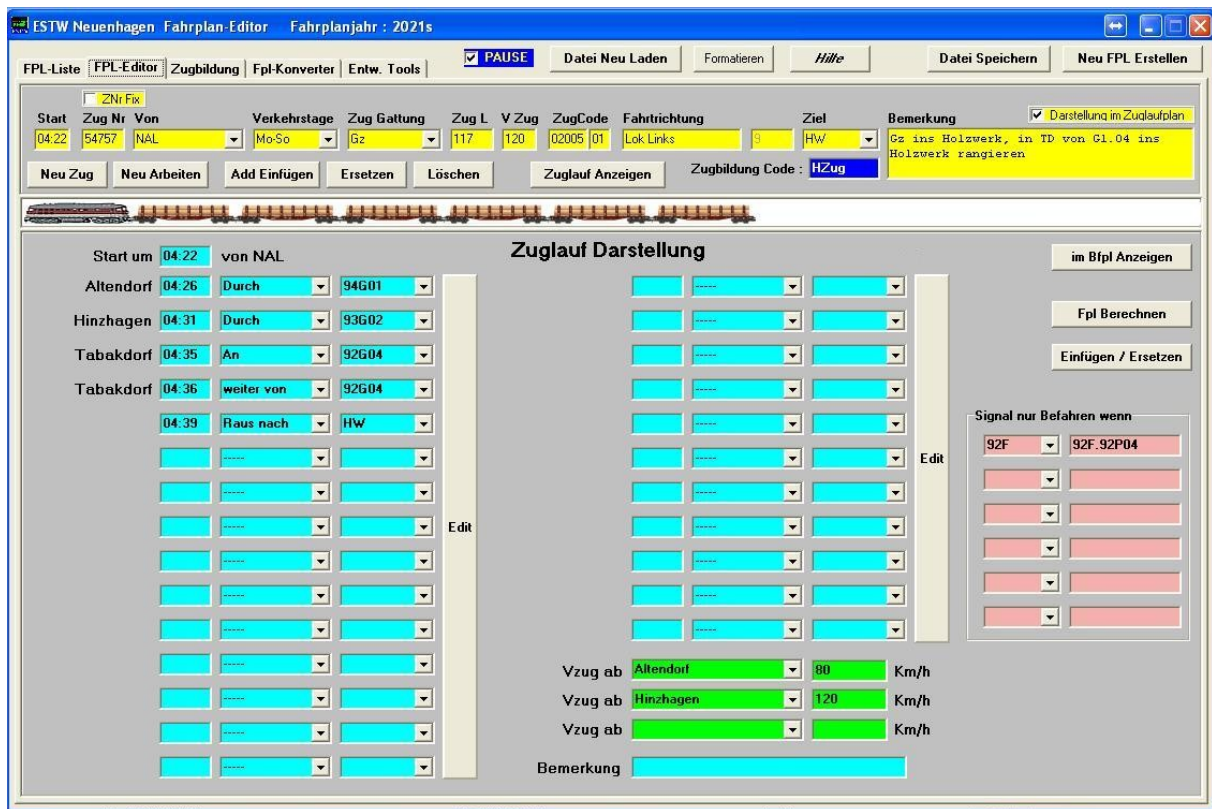 ESTW Neuenhagen Fahrplan-Editor Fahrplanjahr : 2021s
FPL-Liste FPL-Editor Zugbildung Fpl-Konverter Entw. Tools PAUSE Datei Neu Laden Formatieren Hilfe Datei Speichern Neu FPL Erstellen
ZNr Fix
Start Zug Nr Von Verkehrstage Zug Gattung Zug L V Zug ZugCode Fahrtrichtung Ziel Bemerkung Darstellung im Zuglaufplan
04:22 54757 NAL Mo-So Gz 117 120 02005 01 Lok Links 9 HW Gz ins Holzwerk, in TD von Gl.04 ins
Holzwerk rangieren
Neu Zug Neu Arbeiten Add Einfügen Ersetzen Löschen Zuglauf Anzeigen Zugbildung Code : HZug
Zuglauf Darstellung
Start um 04:22 von NAL im Bfpl Anzeigen
Altendorf 04:26 Durch 94G01 -----
Hinzhagen 04:31 Durch 93G02 ----- Fpl Berechnen
Tabakdorf 04:35 An 92G04 ----- Einfügen / Ersetzen
Tabakdorf 04:36 weiter von 92G04 -----
04:39 Raus nach HW ----- Signal nur Befahren wenn
----- ----- Edit 92F 92F.92P04
----- -----
----- Edit -----
----- -----
----- -----
----- -----
----- Vzug ab Altendorf 80 Km/h
----- Vzug ab Hinzhagen 120 Km/h
----- Vzug ab Km/h
----- Bemerkung